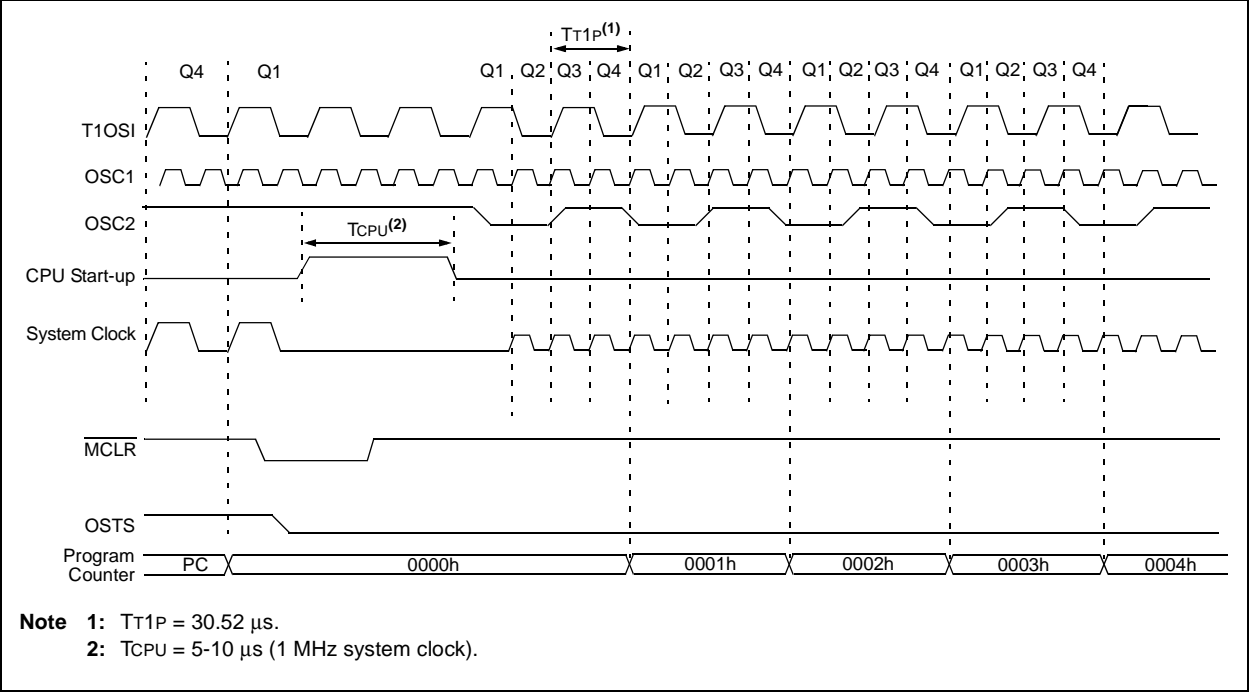 TT1P(1)
Q4 Q1 Q1 Q2 Q3 Q4 Q1 Q2 Q3 Q4 Q1 Q2 Q3 Q4 Q1 Q2 Q3 Q4
T1OSI
OSC1
OSC2
TCPU(2)
CPU Start-up
System Clock
MCLR
OSTS
Program
Counter
PC 0000h 0001h 0002h 0003h 0004h
Note 1: TT1P = 30.52 μs.
2: TCPU = 5-10 μs (1 MHz system clock).